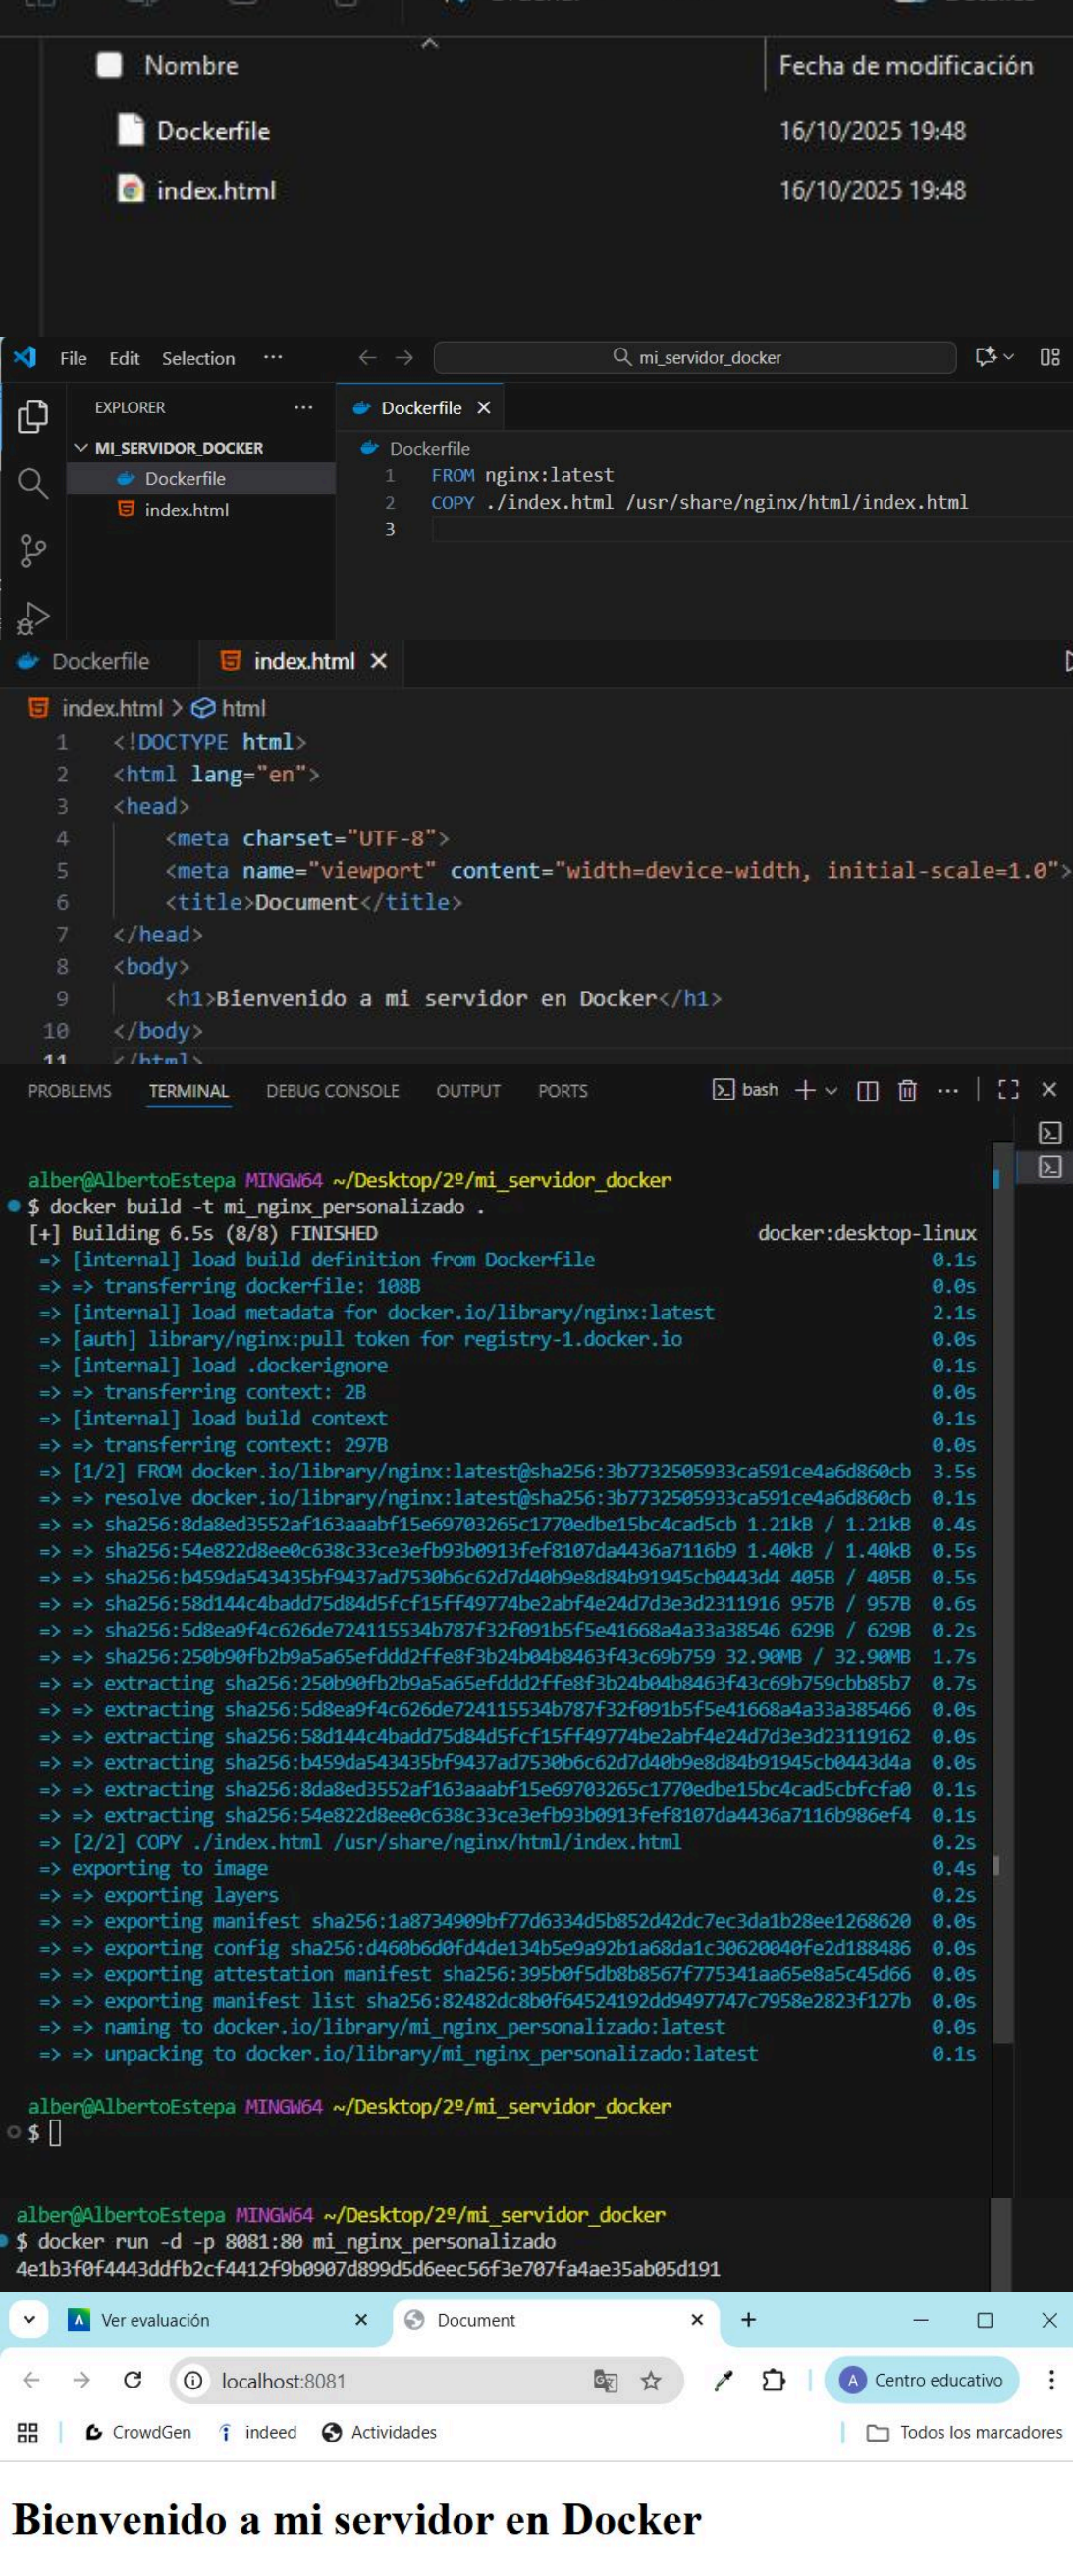 Nombre Fecha de modificación
Dockerfile 16/10/2025 19:48
index.html 16/10/2025 19:48
File Edit Selection ··· mi_servidor_docker
EXPLORER ··· Dockerfile
MI_SERVIDOR_DOCKER Dockerfile
Dockerfile 1 FROM nginx:latest
index.html 2 COPY ./index.html /usr/share/nginx/html/index.html
3
Dockerfile index.html
index.html > html
1 <!DOCTYPE html>
2 <html lang="en">
3 <head>
4 <meta charset="UTF-8">
5 <meta name="viewport" content="width=device-width, initial-scale=1.0">
6 <title>Document</title>
7 </head>
8 <body>
9 <h1>Bienvenido a mi servidor en Docker</h1>
10 </body>
11 </html>
PROBLEMS TERMINAL DEBUG CONSOLE OUTPUT PORTS bash
alber@AlbertoEstepa MINGW64 ~/Desktop/2º/mi_servidor_docker
$ docker build -t mi_nginx_personalizado .
[+] Building 6.5s (8/8) FINISHED docker:desktop-linux
=> [internal] load build definition from Dockerfile 0.1s
=> => transferring dockerfile: 108B 0.0s
=> [internal] load metadata for docker.io/library/nginx:latest 2.1s
=> [auth] library/nginx:pull token for registry-1.docker.io 0.0s
=> [internal] load .dockerignore 0.1s
=> => transferring context: 2B 0.0s
=> [internal] load build context 0.1s
=> => transferring context: 297B 0.0s
=> [1/2] FROM docker.io/library/nginx:latest@sha256:3b7732505933ca591ce4a6d860cb 3.5s
=> => resolve docker.io/library/nginx:latest@sha256:3b7732505933ca591ce4a6d860cb 0.1s
=> => sha256:8da8ed3552af163aaabf15e69703265c1770edbe15bc4cad5cb 1.21kB / 1.21kB 0.4s
=> => sha256:54e822d8ee0c638c33ce3efb93b0913fef8107da4436a7116b9 1.40kB / 1.40kB 0.5s
=> => sha256:b459da543435bf9437ad7530b6c62d7d40b9e8d84b91945cb0443d4 405B / 405B 0.5s
=> => sha256:58d144c4badd75d84d5fcf15ff49774be2abf4e24d7d3e3d2311916 957B / 957B 0.6s
=> => sha256:5d8ea9f4c626de724115534b787f32f091b5f5e41668a4a33a38546 629B / 629B 0.2s
=> => sha256:250b90fb2b9a5a65efddd2ffe8f3b24b04b8463f43c69b759 32.90MB / 32.90MB 1.7s
=> => extracting sha256:250b90fb2b9a5a65efddd2ffe8f3b24b04b8463f43c69b759cbb85b7 0.7s
=> => extracting sha256:5d8ea9f4c626de724115534b787f32f091b5f5e41668a4a33a385466 0.0s
=> => extracting sha256:58d144c4badd75d84d5fcf15ff49774be2abf4e24d7d3e3d23119162 0.0s
=> => extracting sha256:b459da543435bf9437ad7530b6c62d7d40b9e8d84b91945cb0443d4a 0.0s
=> => extracting sha256:8da8ed3552af163aaabf15e69703265c1770edbe15bc4cad5cbfcfa0 0.1s
=> => extracting sha256:54e822d8ee0c638c33ce3efb93b0913fef8107da4436a7116b986ef4 0.1s
=> [2/2] COPY ./index.html /usr/share/nginx/html/index.html 0.2s
=> exporting to image 0.4s
=> => exporting layers 0.2s
=> => exporting manifest sha256:1a8734909bf77d6334d5b852d42dc7ec3da1b28ee1268620 0.0s
=> => exporting config sha256:d460b6d0fd4de134b5e9a92b1a68da1c30620040fe2d188486 0.0s
=> => exporting attestation manifest sha256:395b0f5db8b8567f775341aa65e8a5c45d66 0.0s
=> => exporting manifest list sha256:82482dc8b0f64524192dd9497747c7958e2823f127b 0.0s
=> => naming to docker.io/library/mi_nginx_personalizado:latest 0.0s
=> => unpacking to docker.io/library/mi_nginx_personalizado:latest 0.1s
alber@AlbertoEstepa MINGW64 ~/Desktop/2º/mi_servidor_docker
$
alber@AlbertoEstepa MINGW64 ~/Desktop/2º/mi_servidor_docker
$ docker run -d -p 8081:80 mi_nginx_personalizado
4e1b3f0f4443ddfb2cf4412f9b0907d899d5d6eec56f3e707fa4ae35ab05d191
Ver evaluación Document
localhost:8081 A Centro educativo
CrowdGen indeed Actividades Todos los marcadores
Bienvenido a mi servidor en Docker